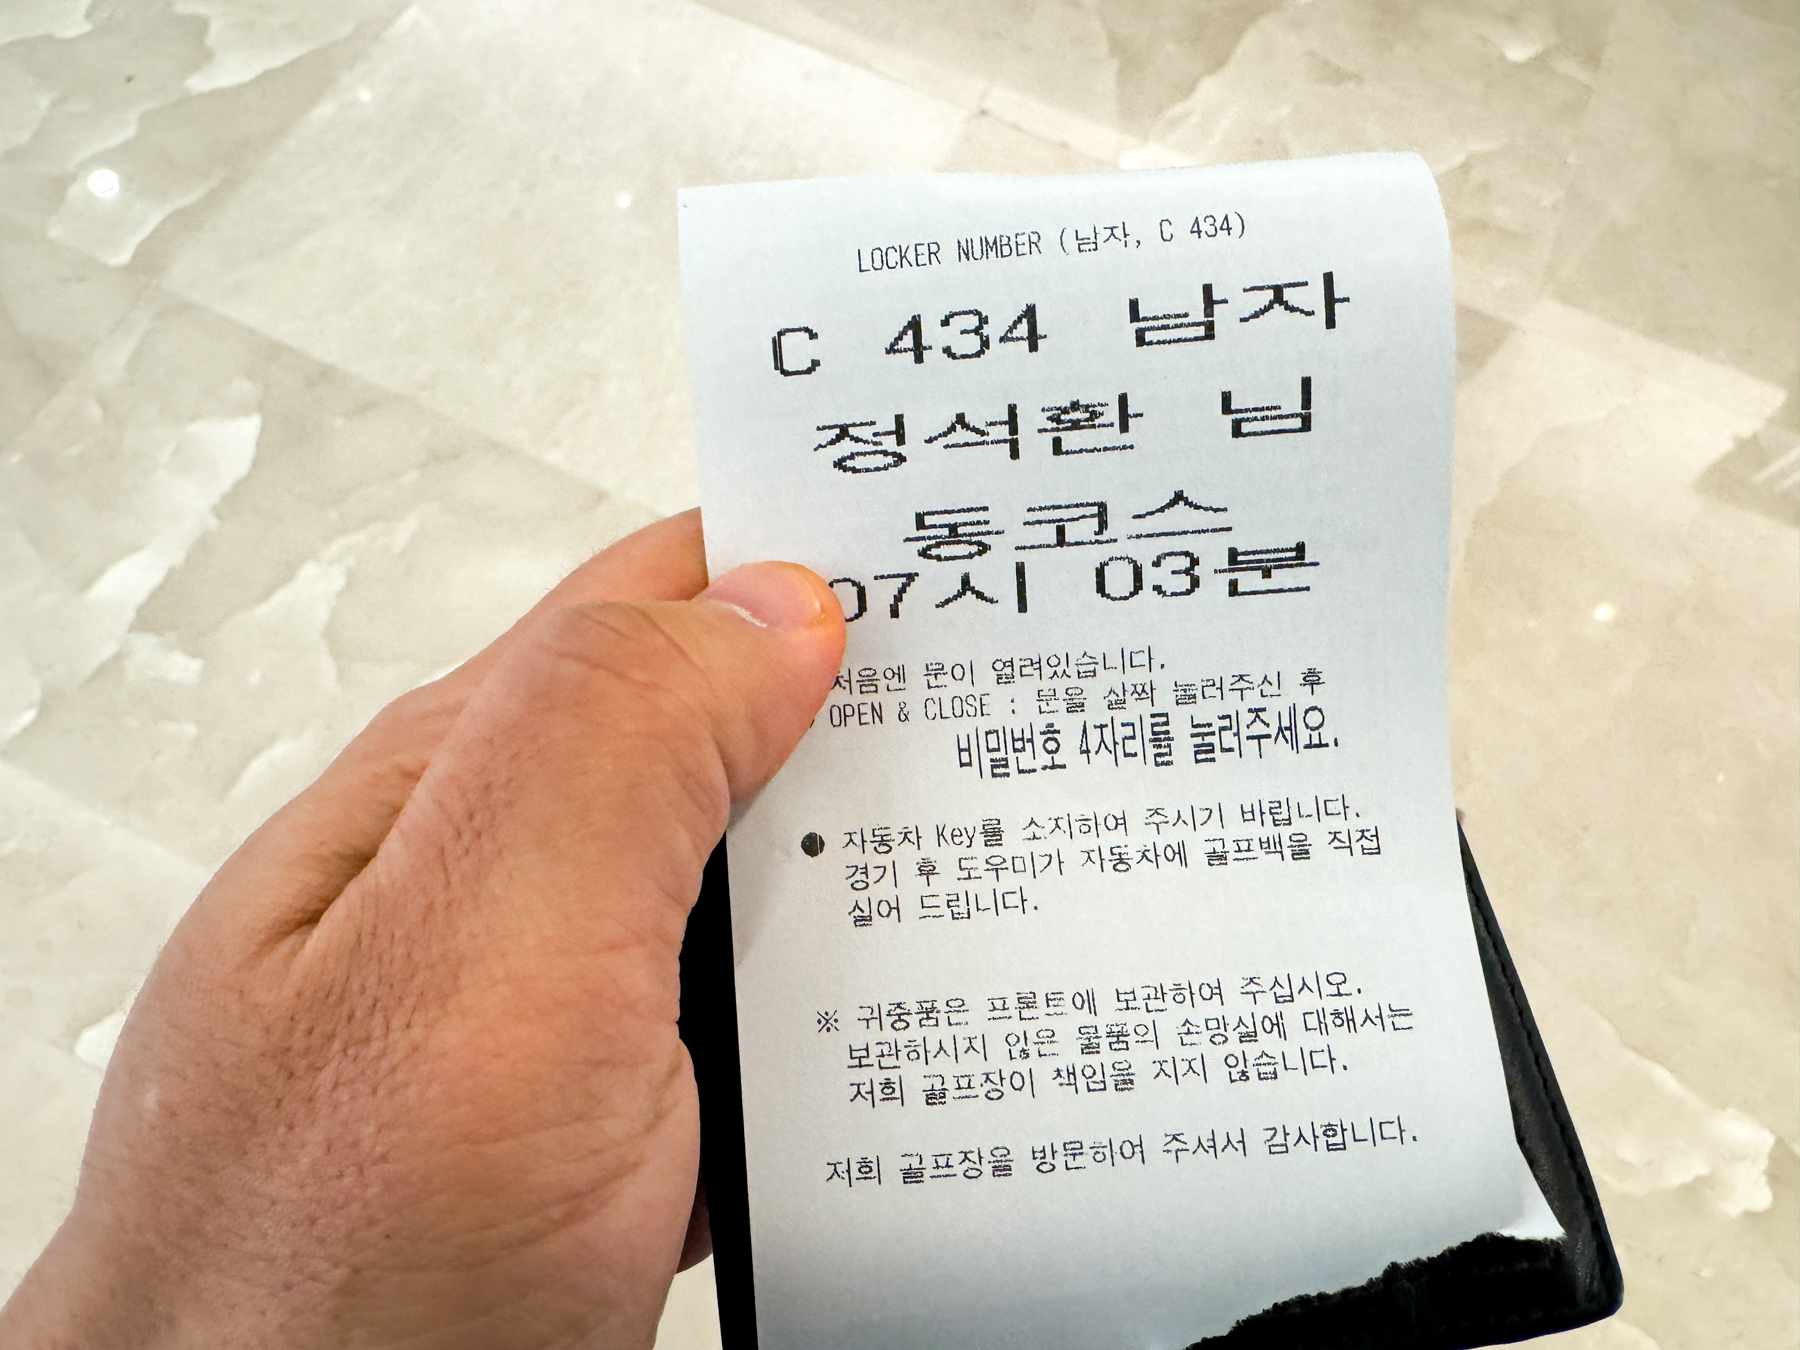 LOCKER NUMBER (남자, C 434)
C 434 남자
정석환 님
동코스
07시 03분
처음엔 문이 열려있습니다.
OPEN & CLOSE : 문을 살짝 눌러주신 후
비밀번호 4자리를 눌러주세요.
● 자동차 Key를 소지하여 주시기 바랍니다.
경기 후 도우미가 자동차에 골프백을 직접
실어 드립니다.
※ 귀중품은 프론트에 보관하여 주십시오.
보관하시지 않은 물품의 손망실에 대해서는
저희 골프장이 책임을 지지 않습니다.
저희 골프장을 방문하여 주셔서 감사합니다.